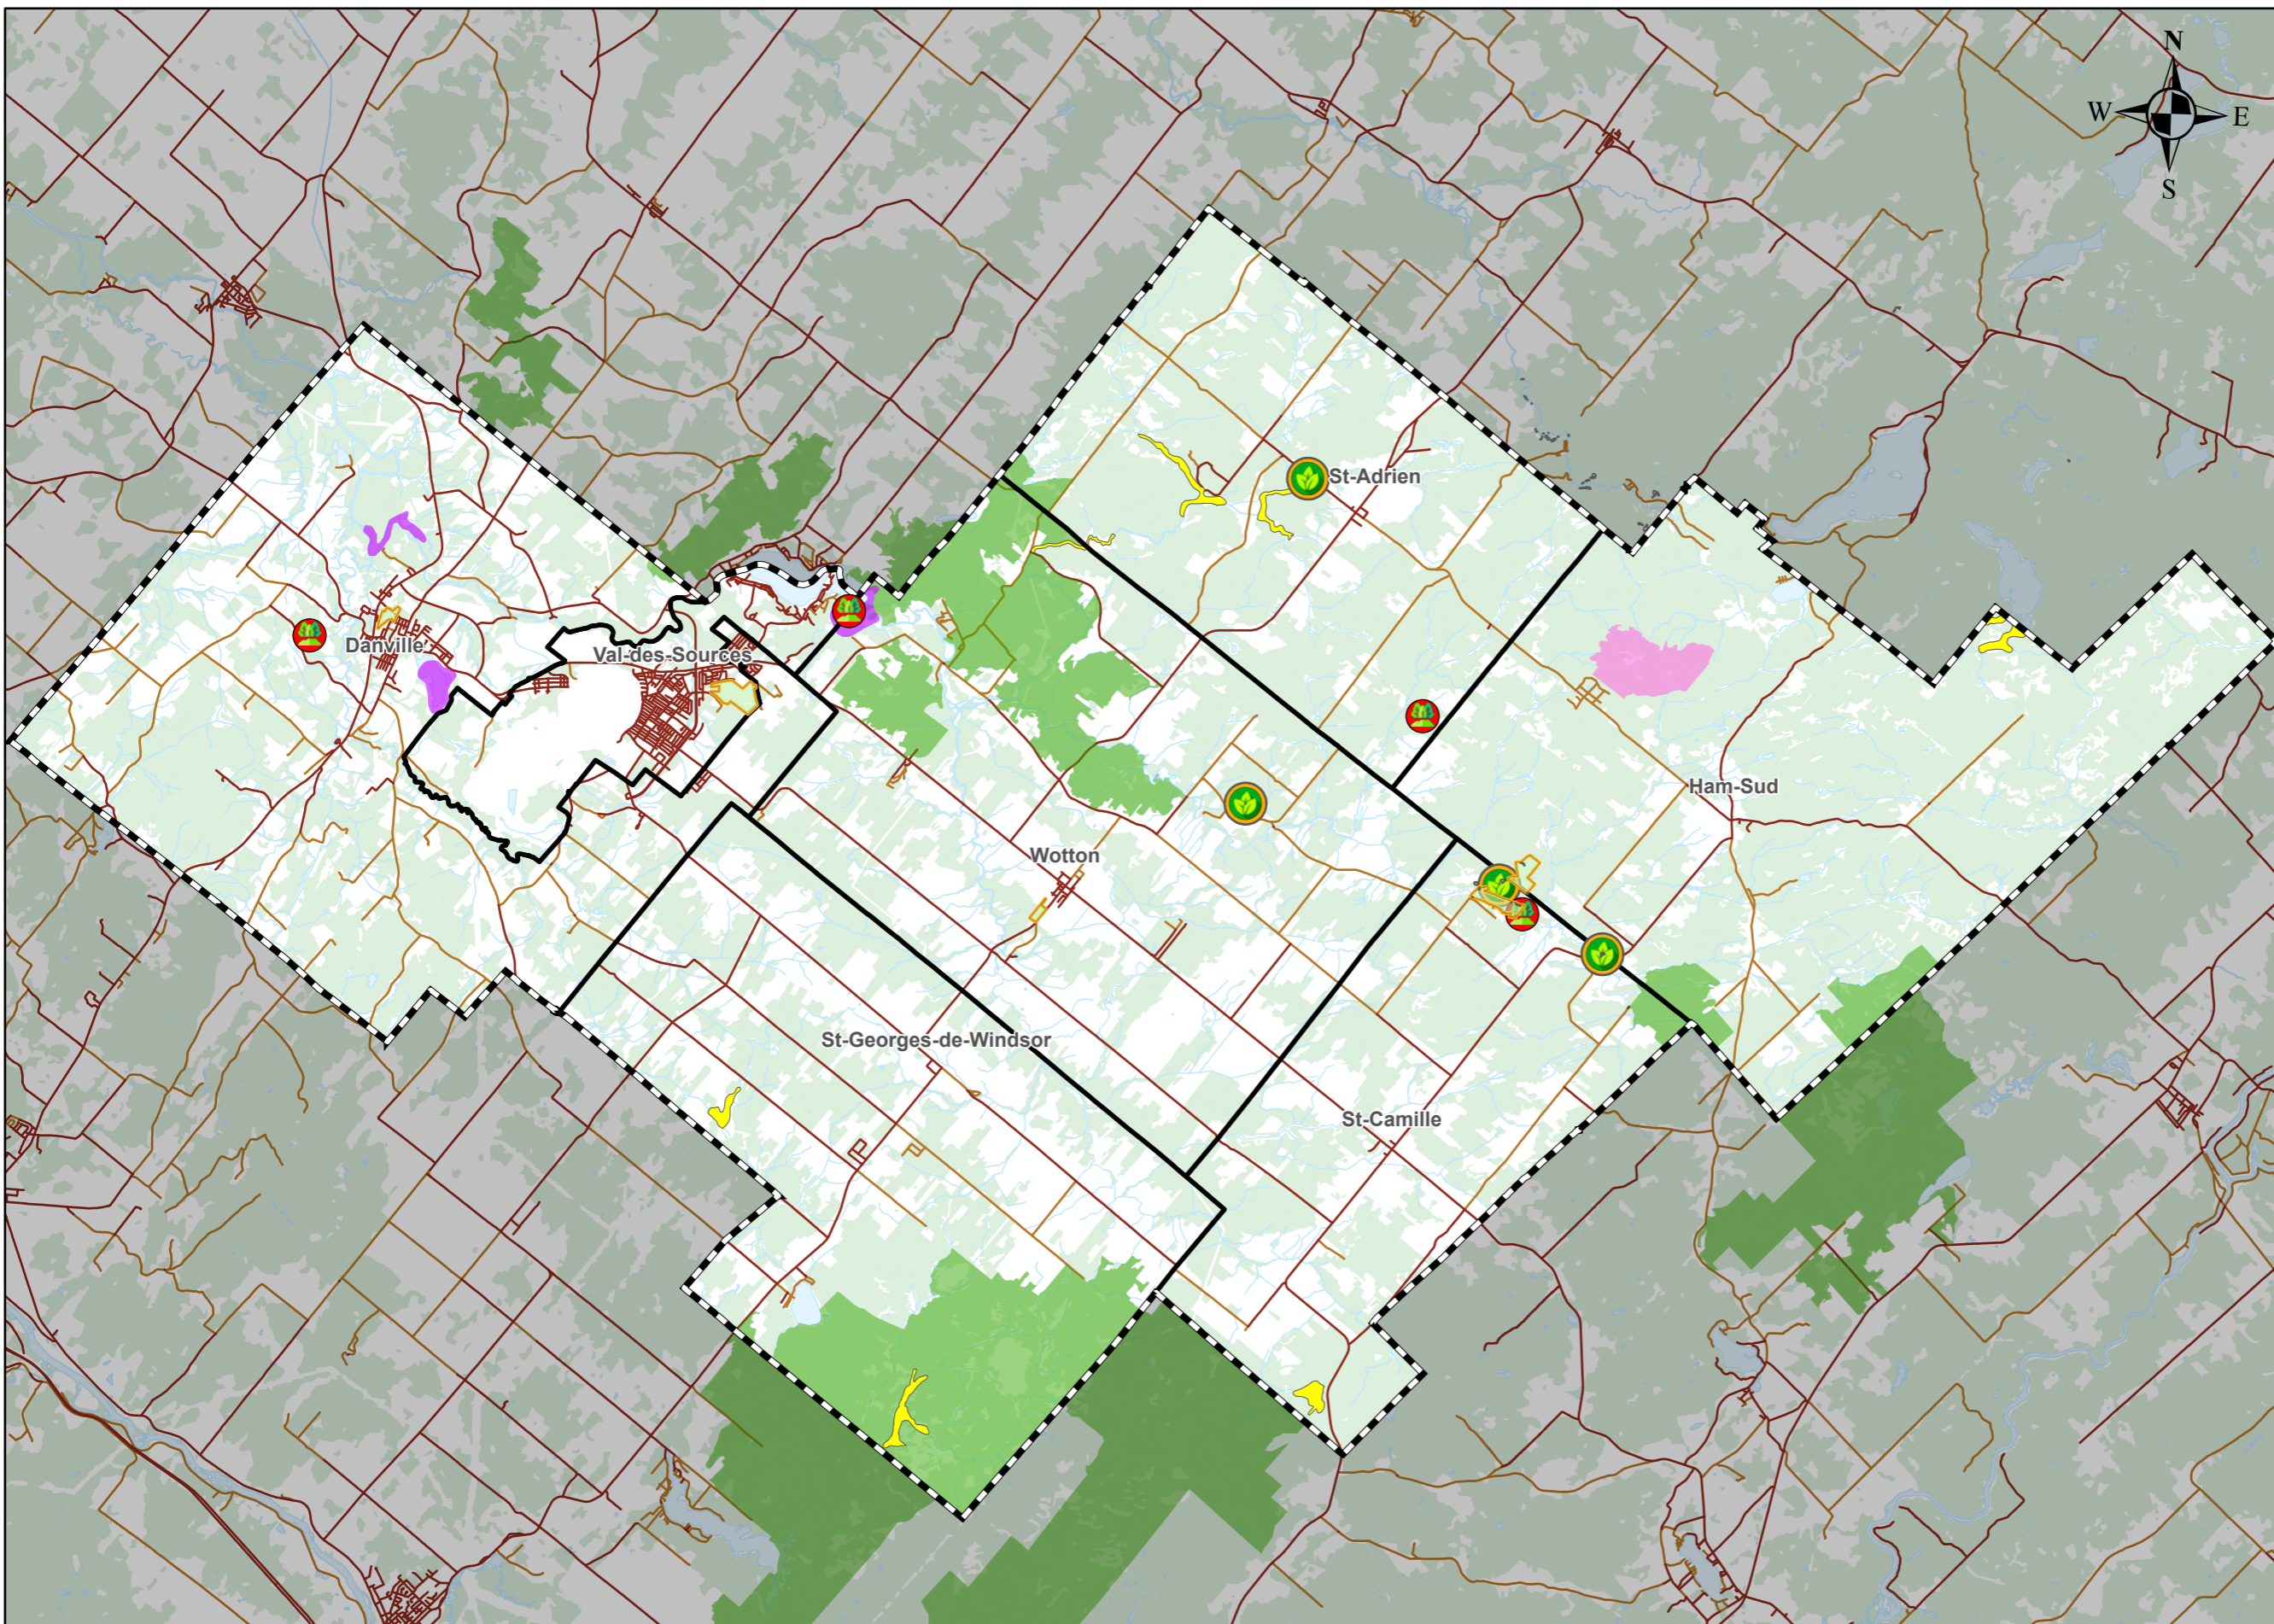 N
W E
S
St-Adrien
Danville
Val-des-Sources
Ham-Sud
Wotton
St-Georges-de-Windsor
St-Camille